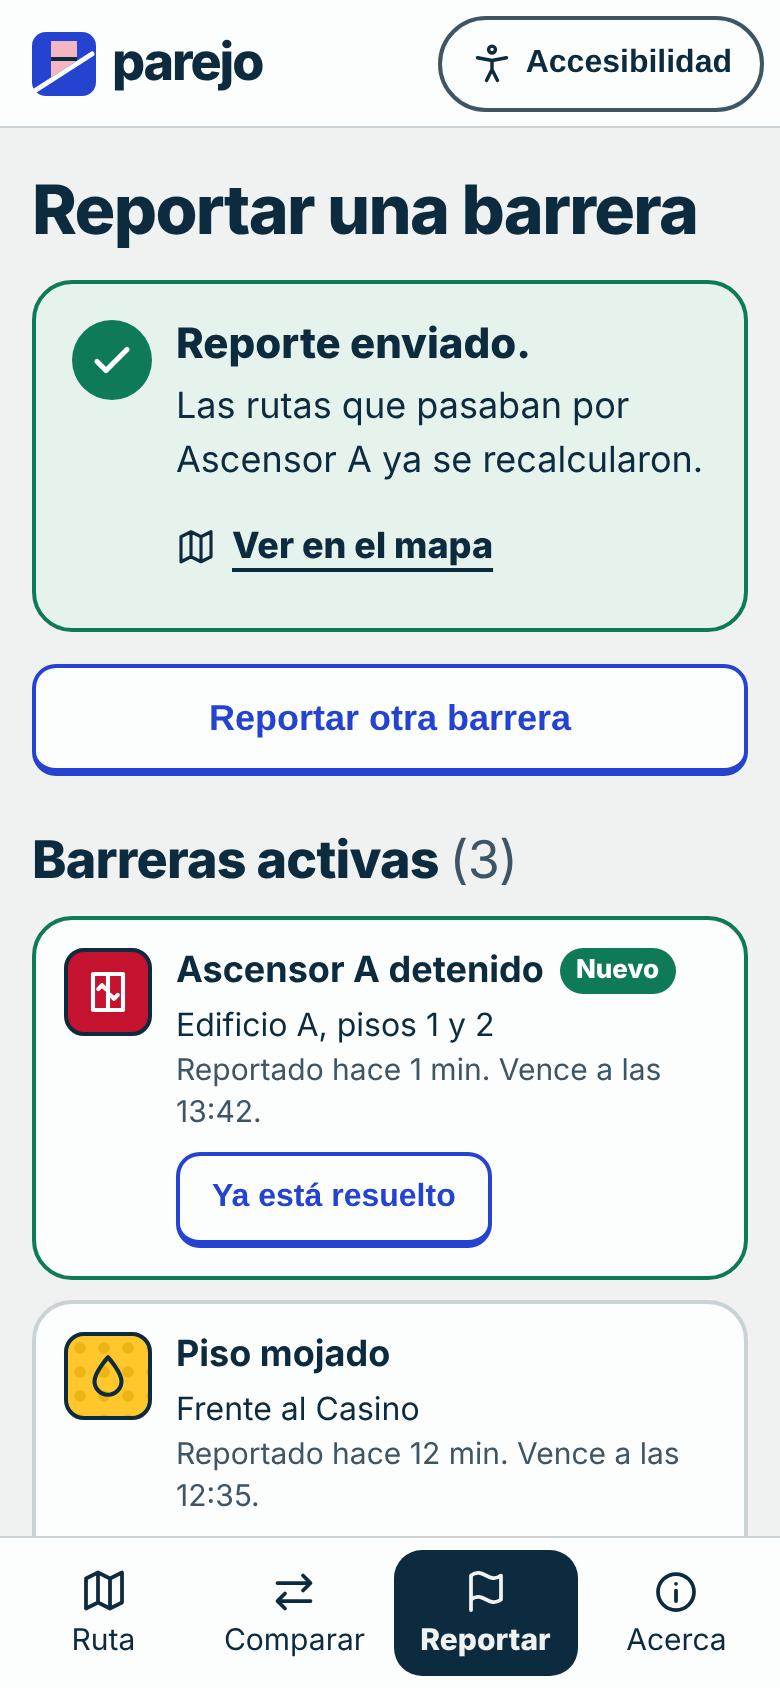 parejo
Accesibilidad
Reportar una barrera
Reporte enviado.
Las rutas que pasaban por
Ascensor A ya se recalcularon.
Ver en el mapa
Reportar otra barrera
Barreras activas (3)
Ascensor A detenido Nuevo
Edificio A, pisos 1 y 2
Reportado hace 1 min. Vence a las
13:42.
Ya está resuelto
Piso mojado
Frente al Casino
Reportado hace 12 min. Vence a las
12:35.
Ruta
Comparar
Reportar
Acerca